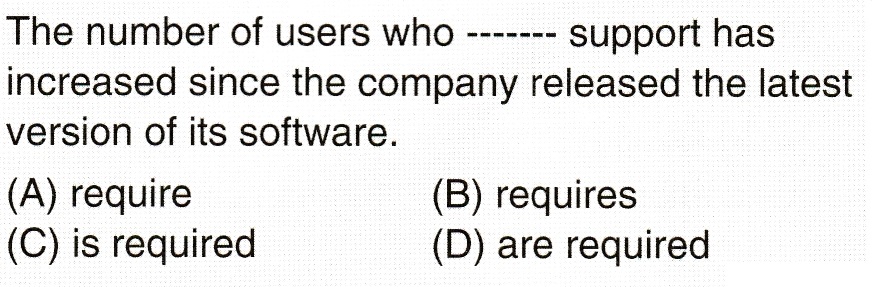 The number of users who ------- support has
increased since the company released the latest
version of its software.
(A) require (B) requires
(C) is required (D) are required